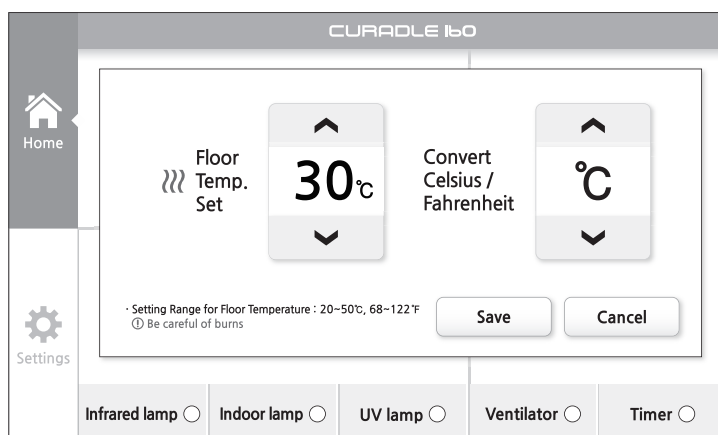 CURADLE 160
Home
Floor
Temp.
Set
30℃
Convert
Celsius /
Fahrenheit
℃
· Setting Range for Floor Temperature : 20~50℃, 68~122℉
! Be careful of burns
Save
Cancel
Settings
Infrared lamp
Indoor lamp
UV lamp
Ventilator
Timer